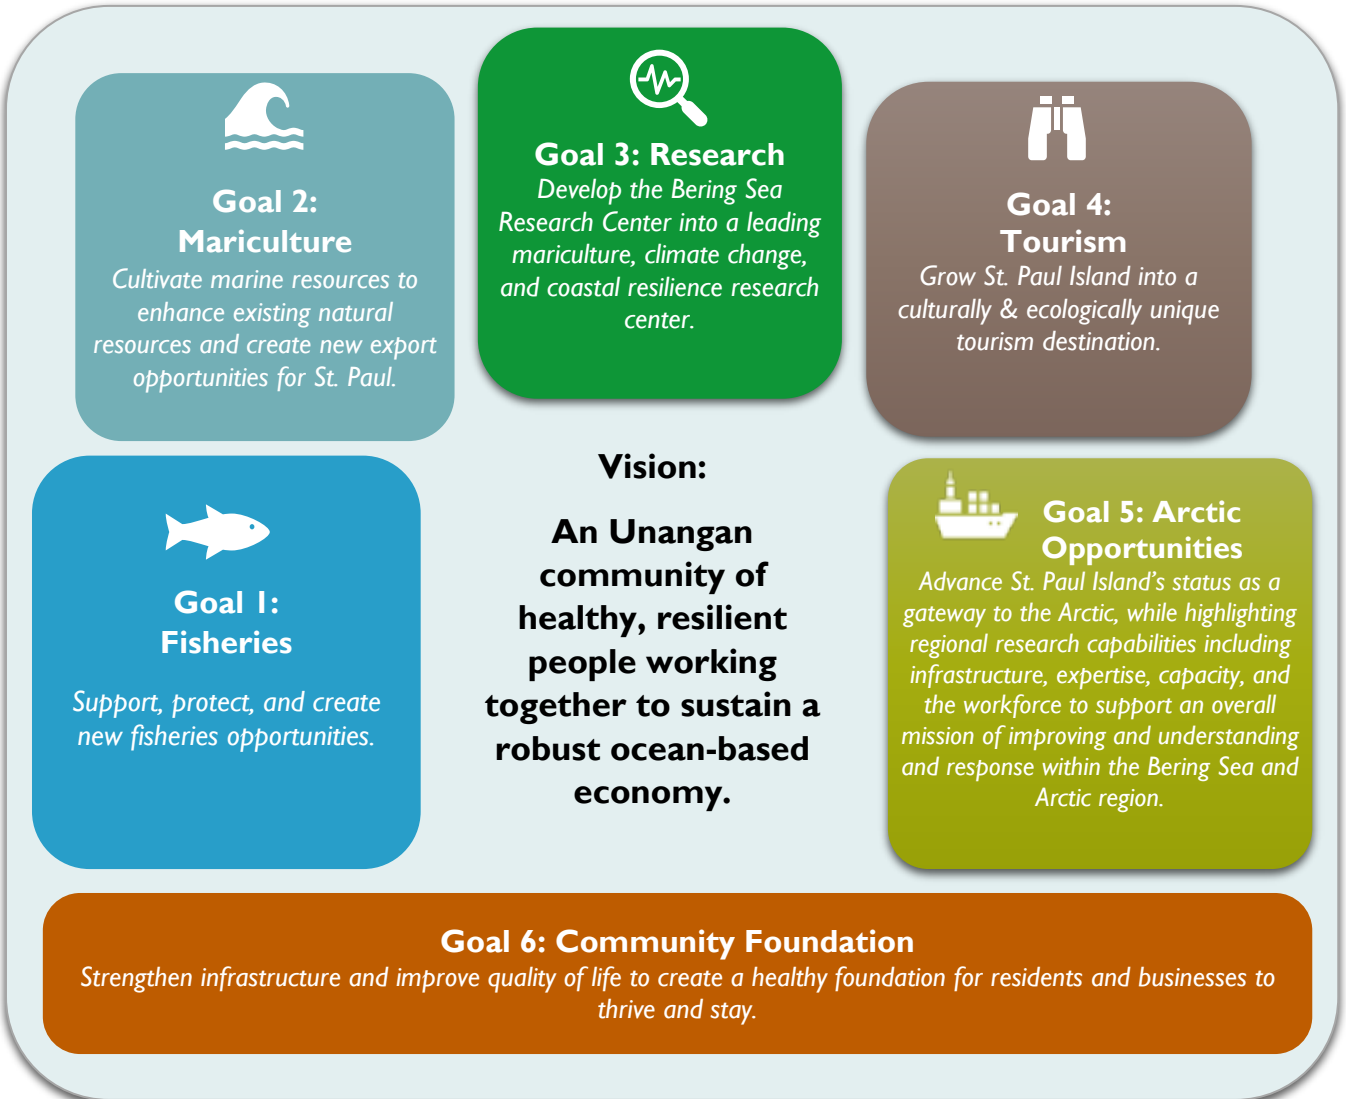 Goal 3: Research
Develop the Bering Sea
Research Center into a leading
mariculture, climate change,
and coastal resilience research
center.
Goal 2:
Mariculture
Cultivate marine resources to
enhance existing natural
resources and create new export
opportunities for St. Paul.
Goal 4:
Tourism
Grow St. Paul Island into a
culturally & ecologically unique
tourism destination.
Goal 1:
Fisheries
Support, protect, and create
new fisheries opportunities.
Vision:
An Unangan
community of
healthy, resilient
people working
together to sustain a
robust ocean-based
economy.
Goal 5: Arctic
Opportunities
Advance St. Paul Island’s status as a
gateway to the Arctic, while highlighting
regional research capabilities including
infrastructure, expertise, capacity, and
the workforce to support an overall
mission of improving and understanding
and response within the Bering Sea and
Arctic region.
Goal 6: Community Foundation
Strengthen infrastructure and improve quality of life to create a healthy foundation for residents and businesses to
thrive and stay.